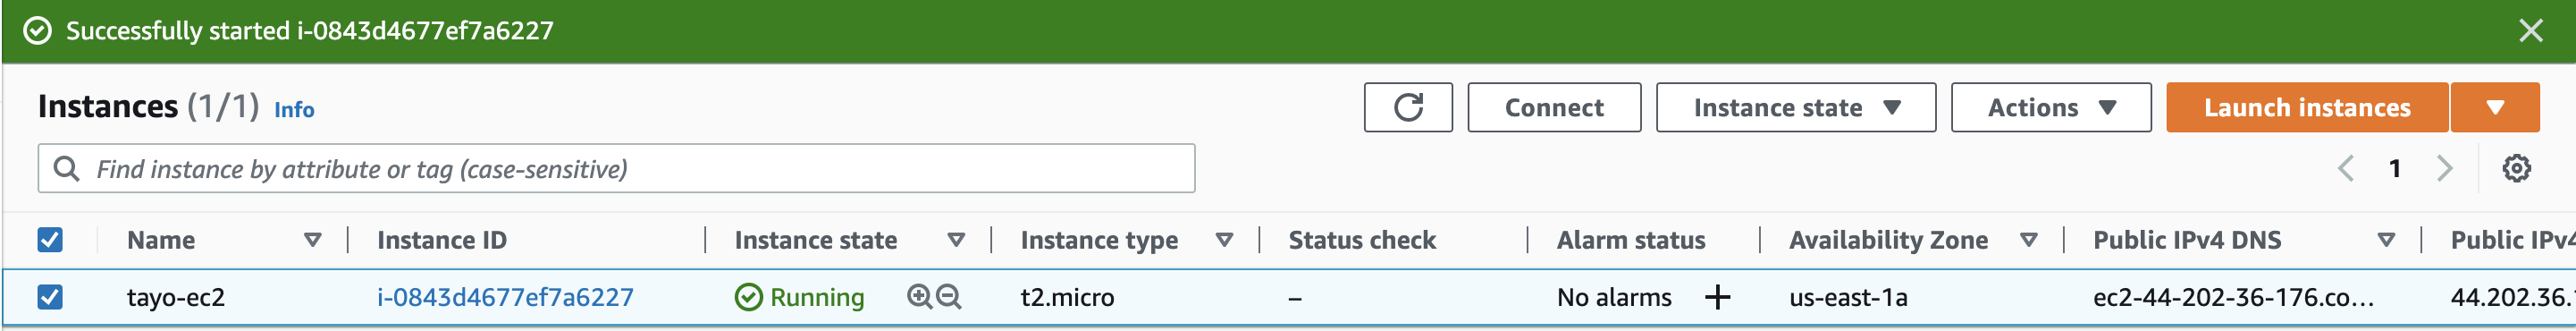 Successfully started i-0843d4677ef7a6227
Instances (1/1) Info
Connect Instance state Actions Launch instances
Find instance by attribute or tag (case-sensitive)
1
Name Instance ID Instance state Instance type Status check Alarm status Availability Zone Public IPv4 DNS Public IPv4
tayo-ec2 i-0843d4677ef7a6227 Running t2.micro – No alarms + us-east-1a ec2-44-202-36-176.co... 44.202.36.